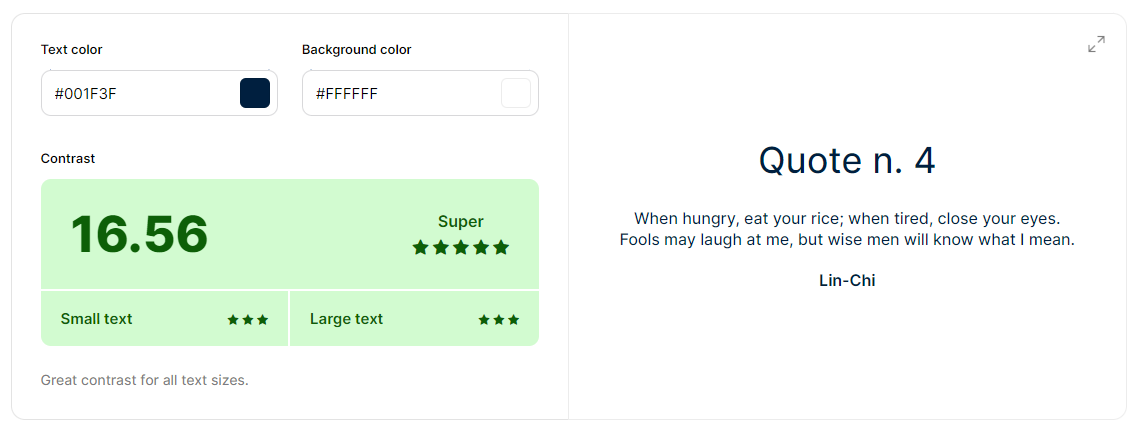 Text color
Background color
#001F3F
#FFFFFF
Contrast
16.56
Super
Small text
Large text
Great contrast for all text sizes.
Quote n. 4
When hungry, eat your rice; when tired, close your eyes.
Fools may laugh at me, but wise men will know what I mean.
Lin-Chi